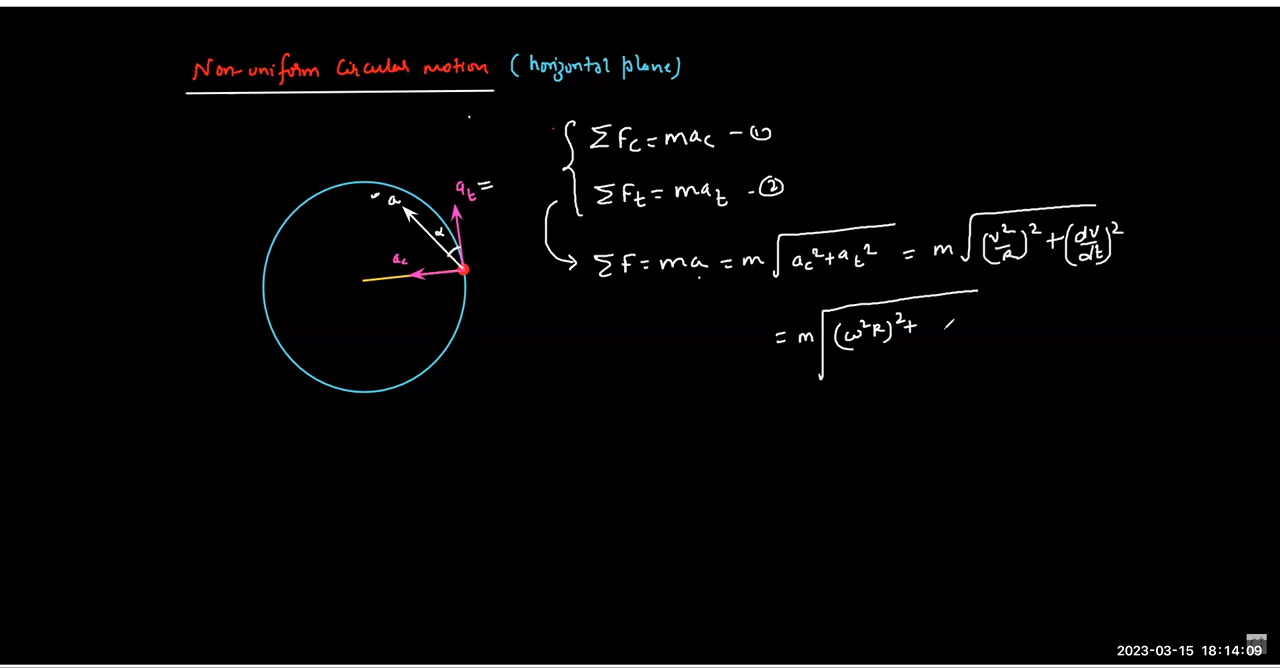 Non-uniform Circular motion (horizontal plane)
ΣFc = mac - ①
ΣFt = mat - ②
at =
a
α
ac
ΣF = ma = m√(ac² + at²) = m√((v²/R)² + (dv/dt)²)
= m√((ω²R)² +
2023-03-15 18:14:09